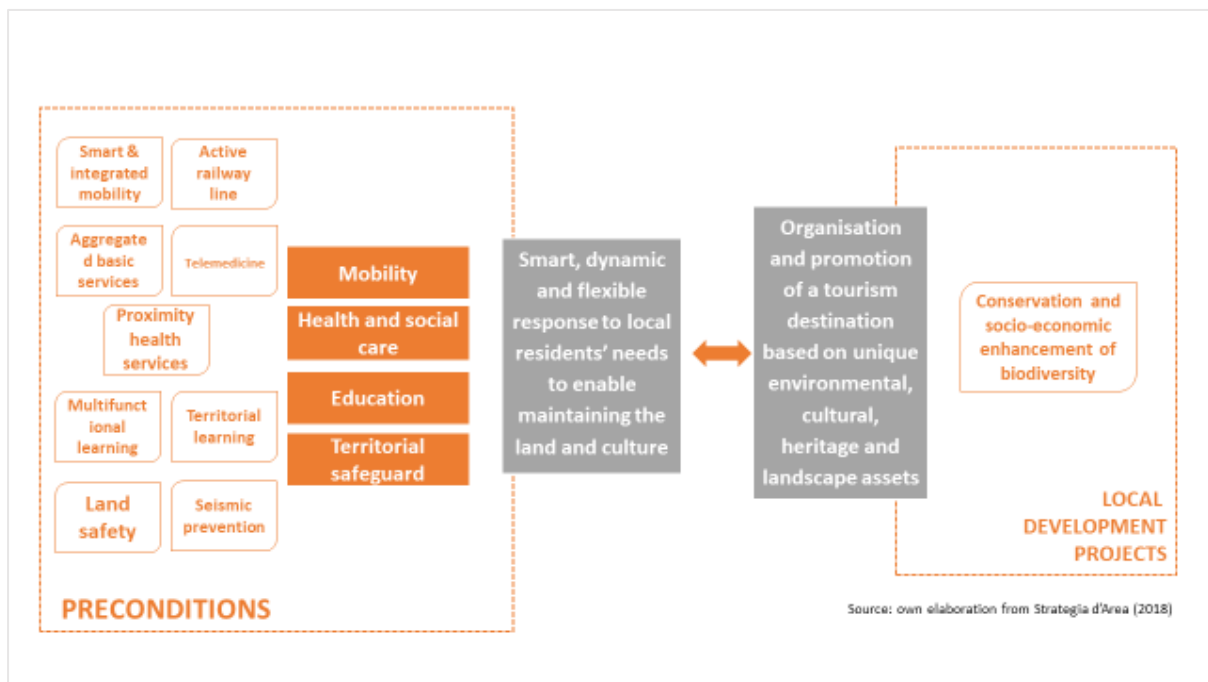 Smart &
integrated
mobility
Active
railway
line
Aggregate
d basic
services
Telemedicine
Proximity
health
services
Multifunct
ional
learning
Territorial
learning
Land
safety
Seismic
prevention
PRECONDITIONS
Mobility
Health and social
care
Education
Territorial
safeguard
Smart, dynamic
and flexible
response to local
residents' needs
to enable
maintaining the
land and culture
Organisation
and promotion
of a tourism
destination
based on unique
environmental,
cultural,
heritage and
landscape assets
Conservation and
socio-economic
enhancement of
biodiversity
LOCAL
DEVELOPMENT
PROJECTS
Source: own elaboration from Strategia d'Area (2018)